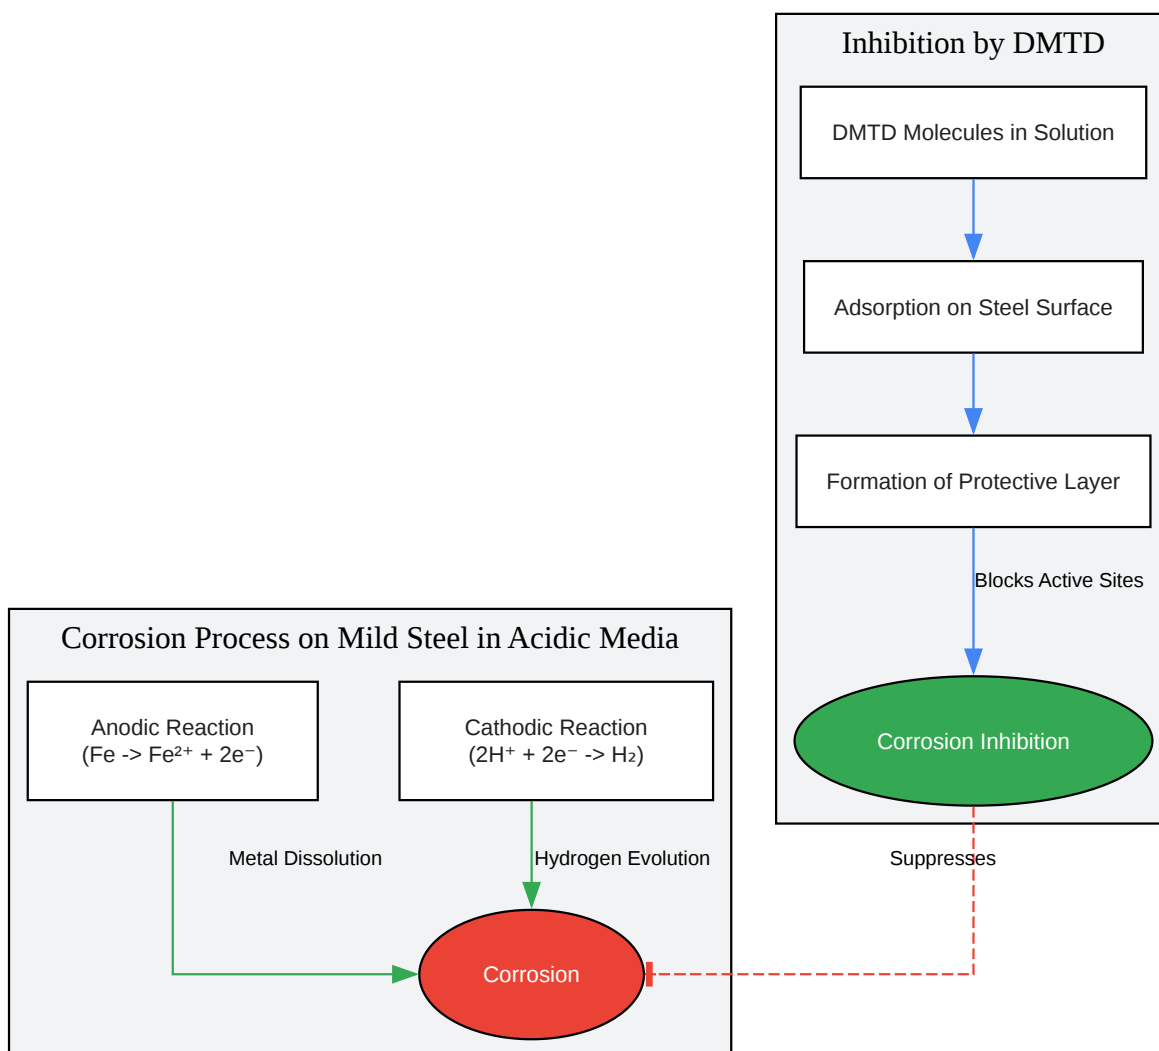 Inhibition by DMTD
DMTD Molecules in Solution
Adsorption on Steel Surface
Formation of Protective Layer
Blocks Active Sites
Corrosion Inhibition
Suppresses
Corrosion Process on Mild Steel in Acidic Media
Anodic Reaction
(Fe -> Fe²⁺ + 2e⁻)
Cathodic Reaction
(2H⁺ + 2e⁻ -> H₂)
Metal Dissolution
Hydrogen Evolution
Corrosion